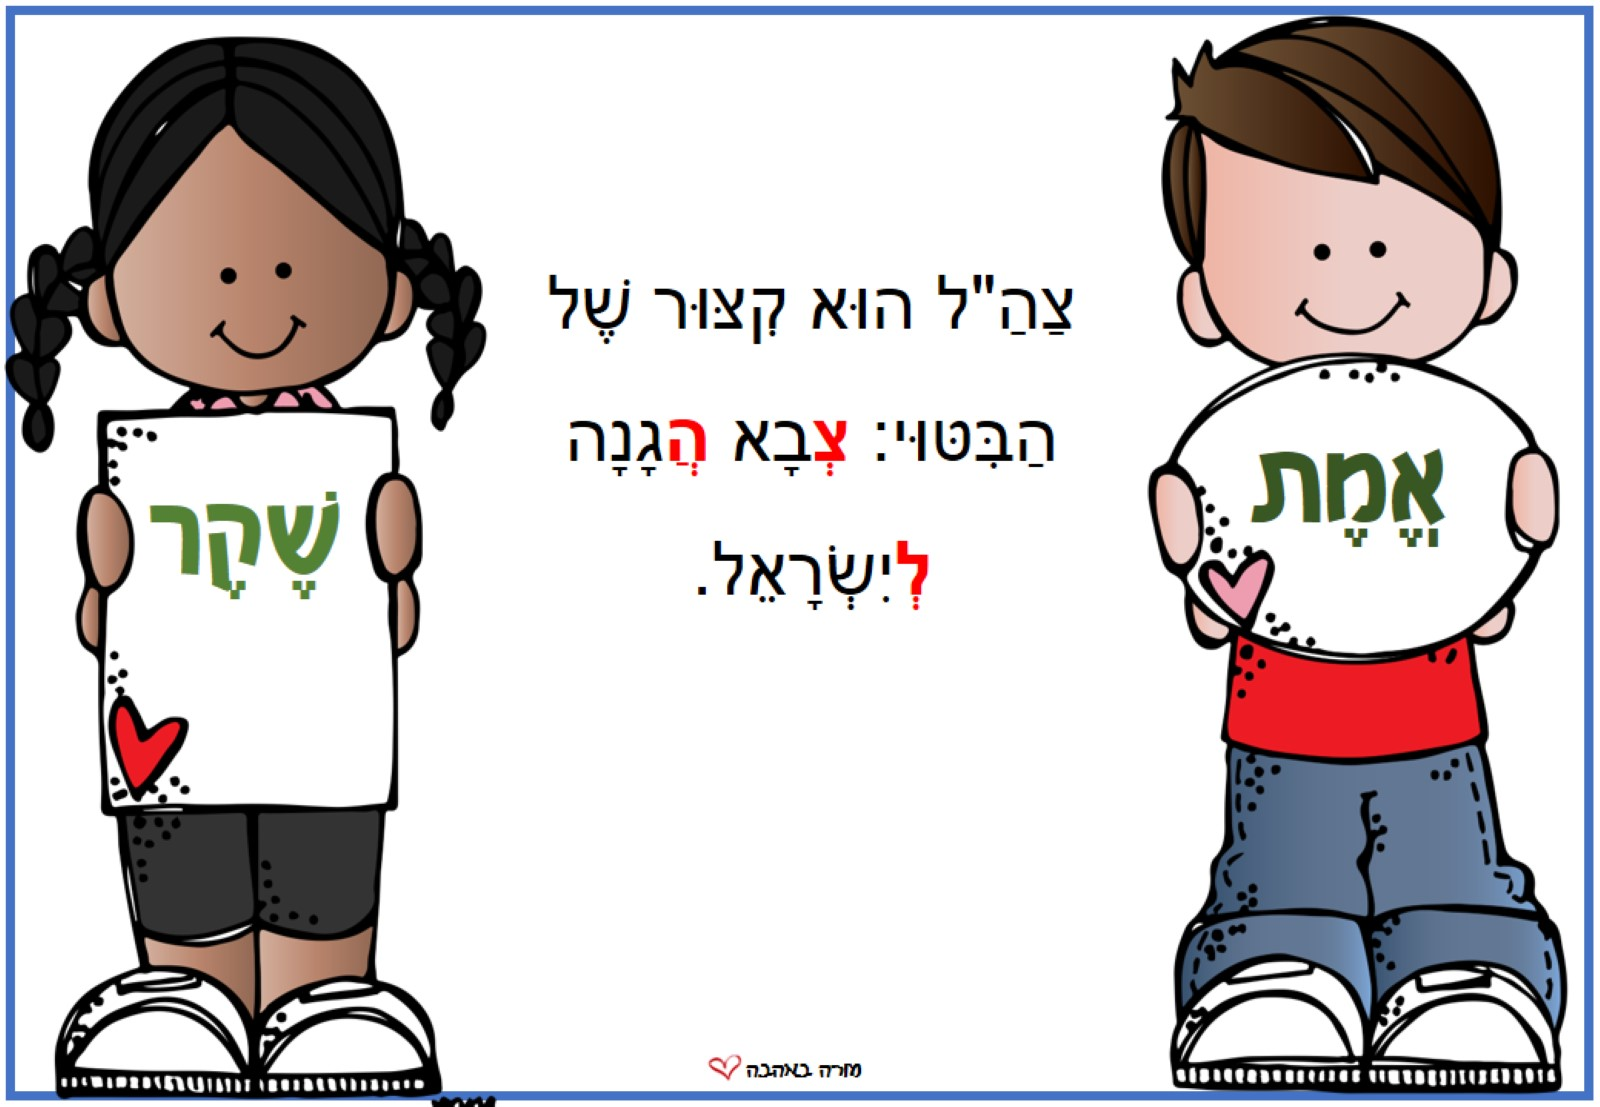 צַהַ"ל הוּא קִצּוּר שֶׁל
הַבִּטּוּי: צְבָא הֲגָנָה
לְיִשְׂרָאֵל.
אֱמֶת
שֶׁקֶר
מורה באהבה